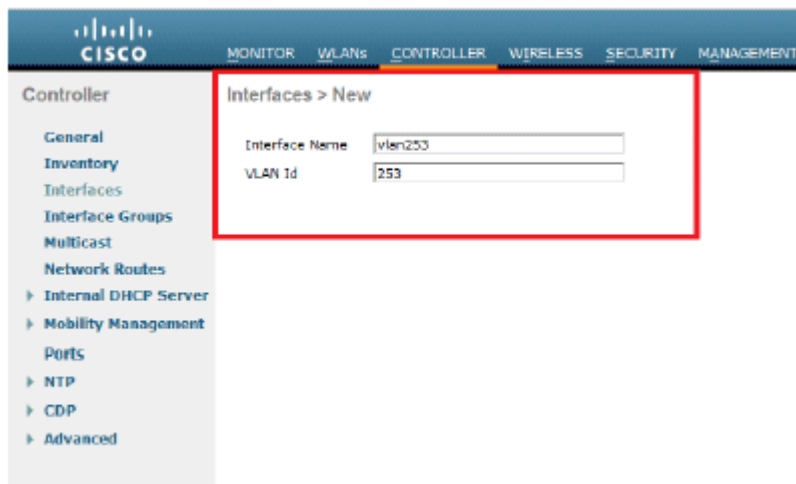 CISCO
MONITOR WLANs CONTROLLER WIRELESS SECURITY MANAGEMENT
Controller
General
Inventory
Interfaces
Interface Groups
Multicast
Network Routes
Internal DHCP Server
Mobility Management
Ports
NTP
CDP
Advanced
Interfaces > New
Interface Name vlan253
VLAN Id 253